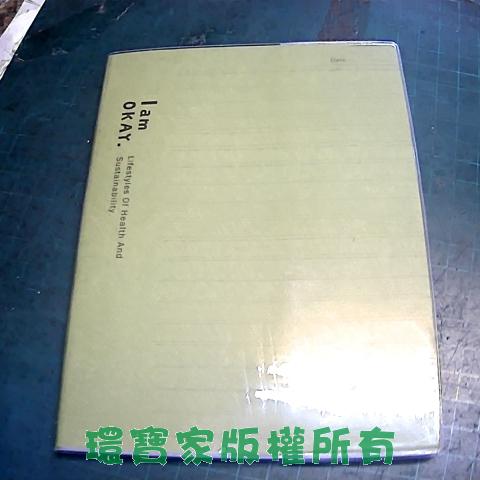 Date
I am
OKAY.
Lifestyles Of Health And
Sustainability
環寶家版權所有